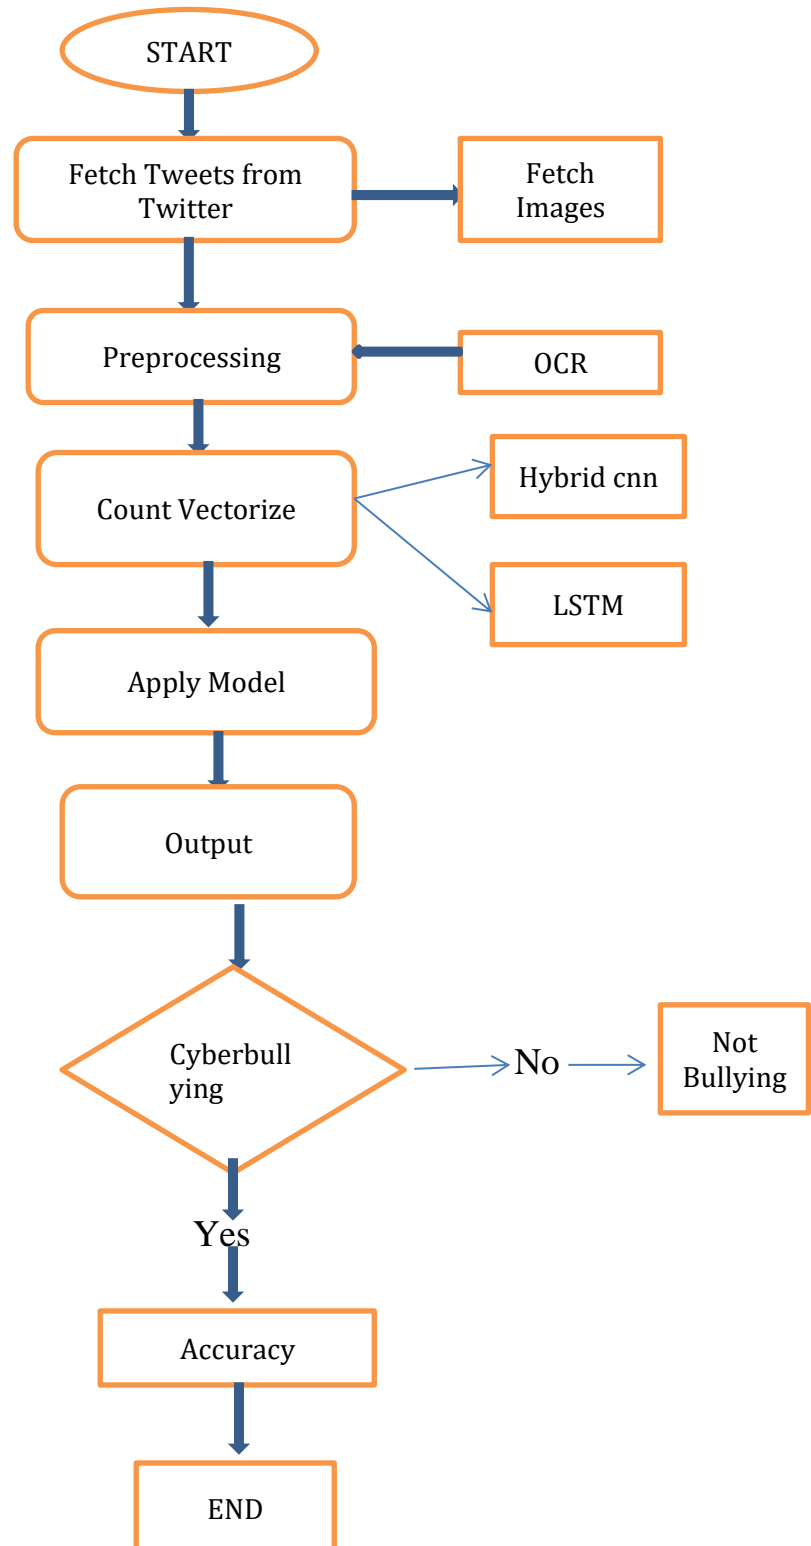 START
Fetch Tweets from
Twitter
Fetch
Images
Preprocessing
OCR
Count Vectorize
Hybrid cnn
LSTM
Apply Model
Output
Cyberbull
ying
No
Not
Bullying
Yes
Accuracy
END